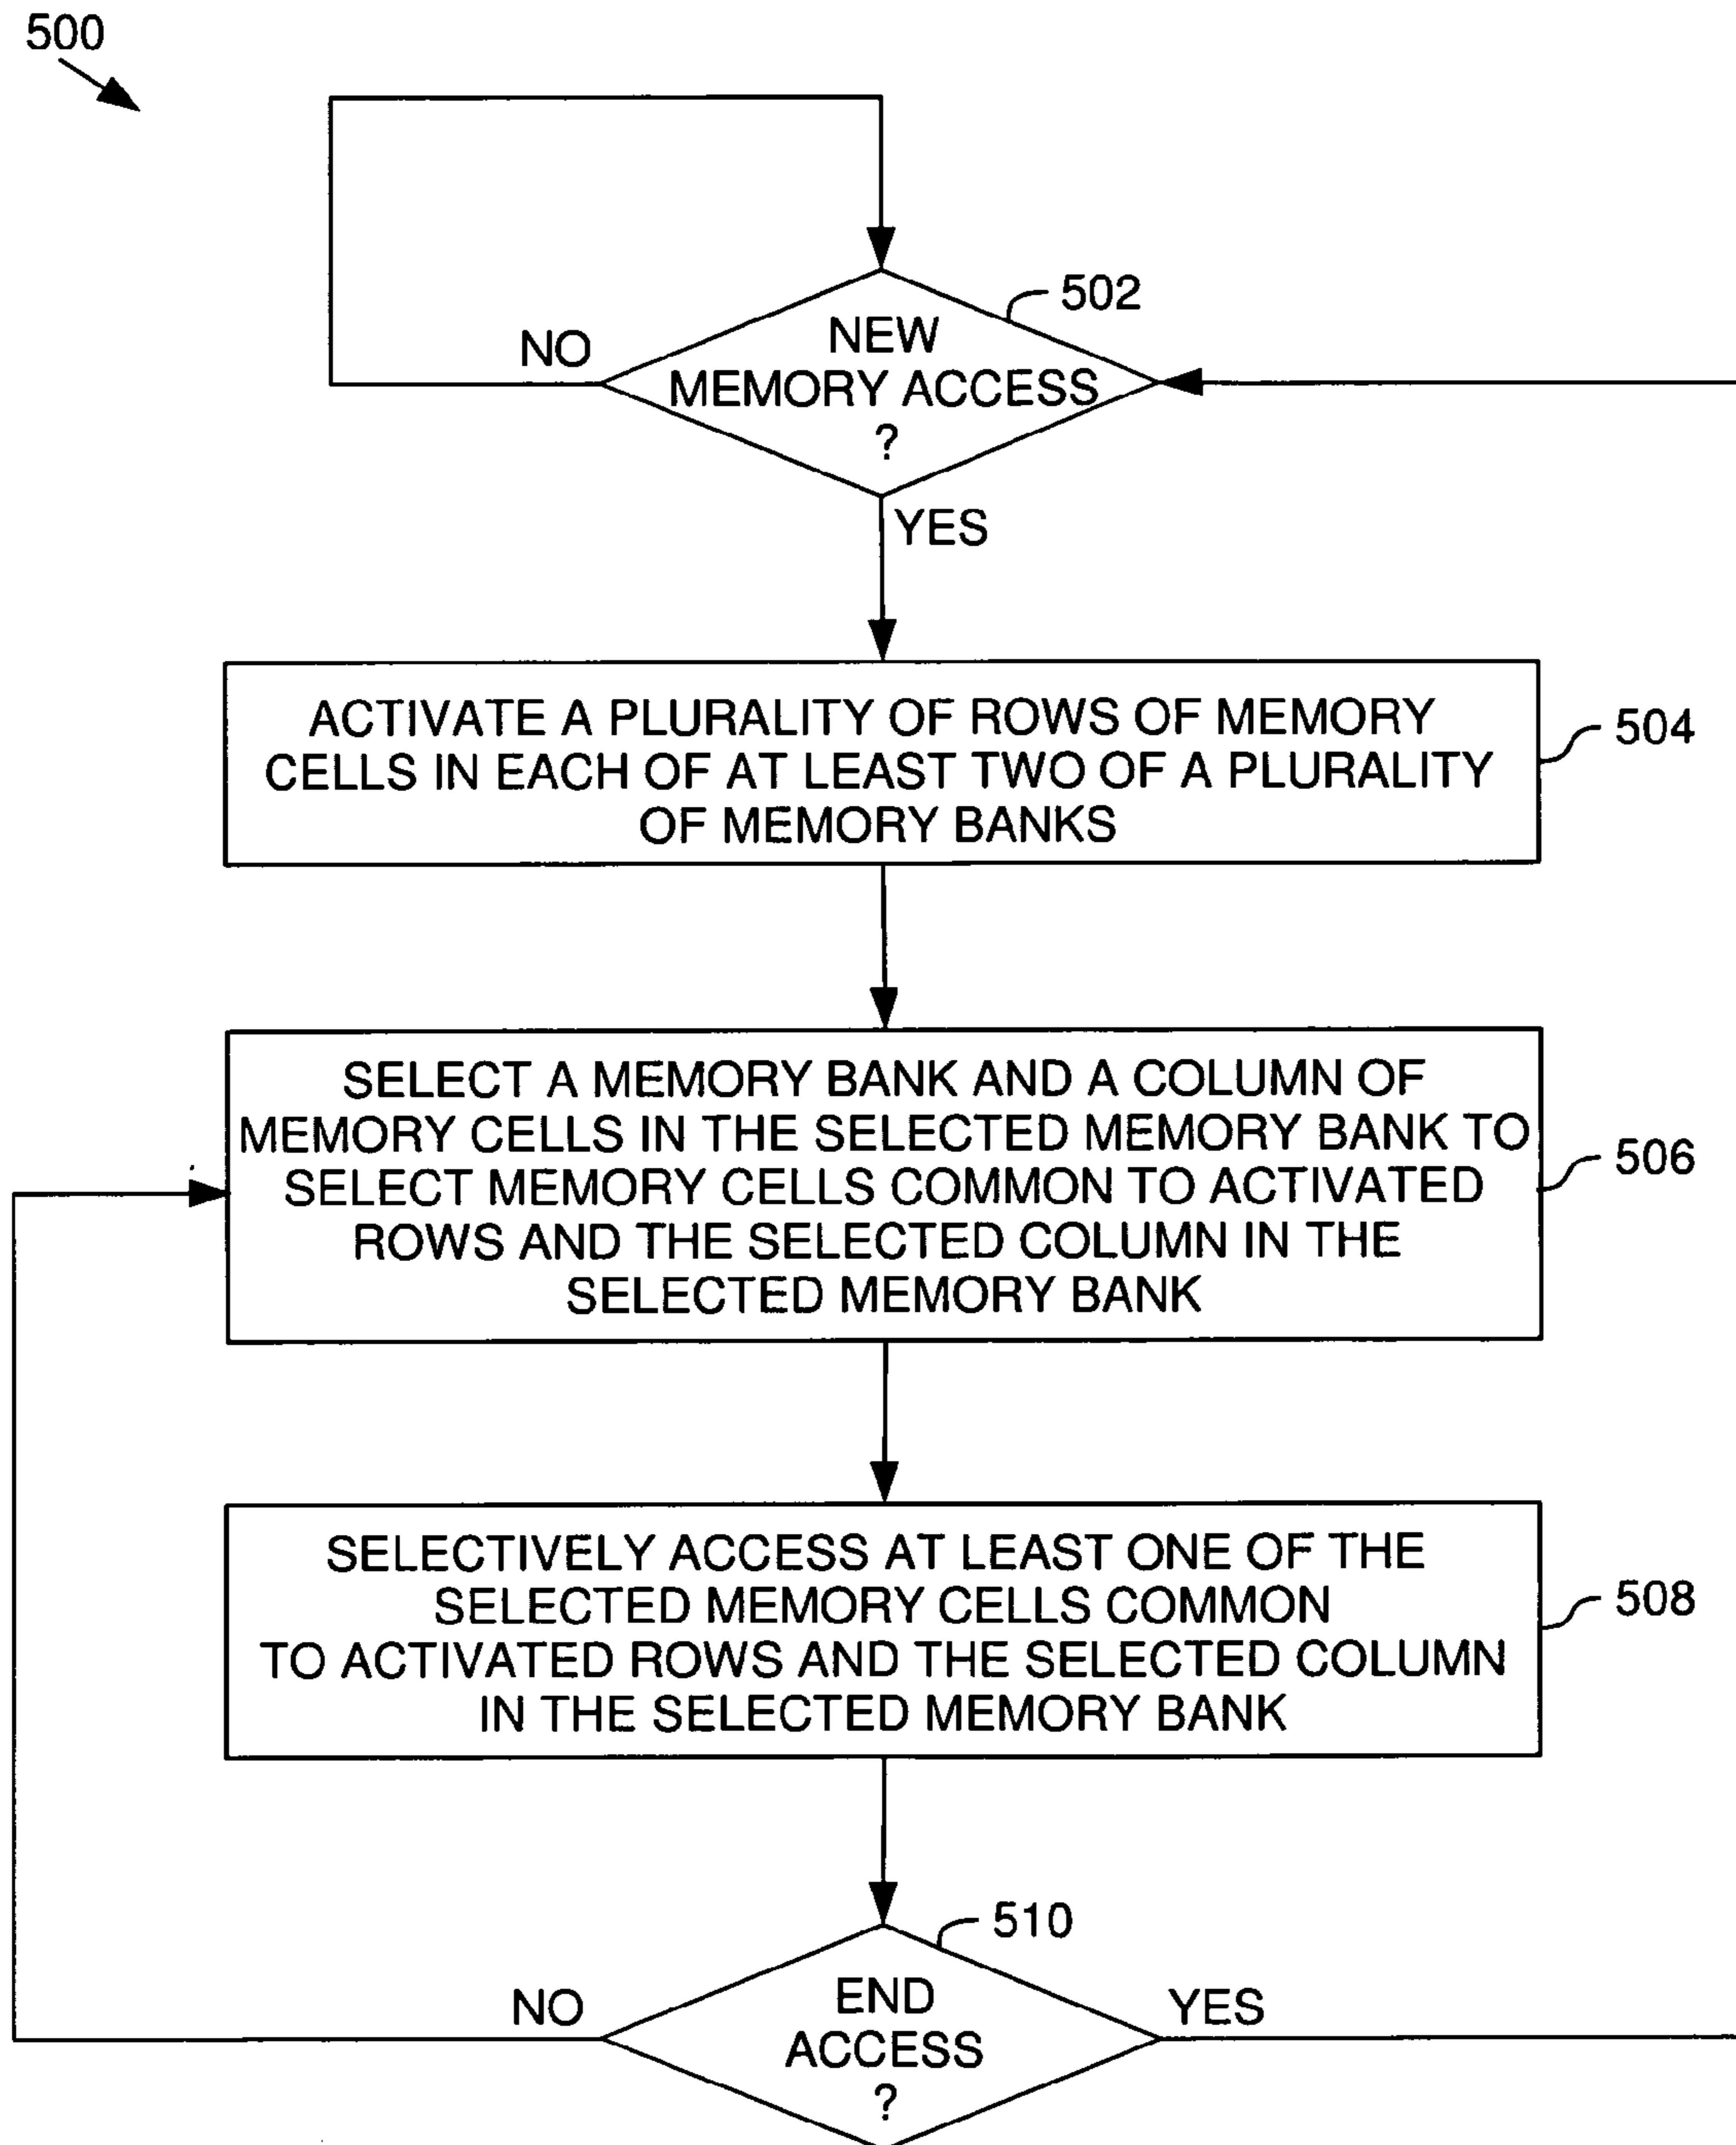 500
502
NO
NEW
MEMORY ACCESS
?
YES
ACTIVATE A PLURALITY OF ROWS OF MEMORY
CELLS IN EACH OF AT LEAST TWO OF A PLURALITY
OF MEMORY BANKS
504
SELECT A MEMORY BANK AND A COLUMN OF
MEMORY CELLS IN THE SELECTED MEMORY BANK TO
SELECT MEMORY CELLS COMMON TO ACTIVATED
ROWS AND THE SELECTED COLUMN IN THE
SELECTED MEMORY BANK
506
SELECTIVELY ACCESS AT LEAST ONE OF THE
SELECTED MEMORY CELLS COMMON
TO ACTIVATED ROWS AND THE SELECTED COLUMN
IN THE SELECTED MEMORY BANK
508
510
NO
END
ACCESS
?
YES